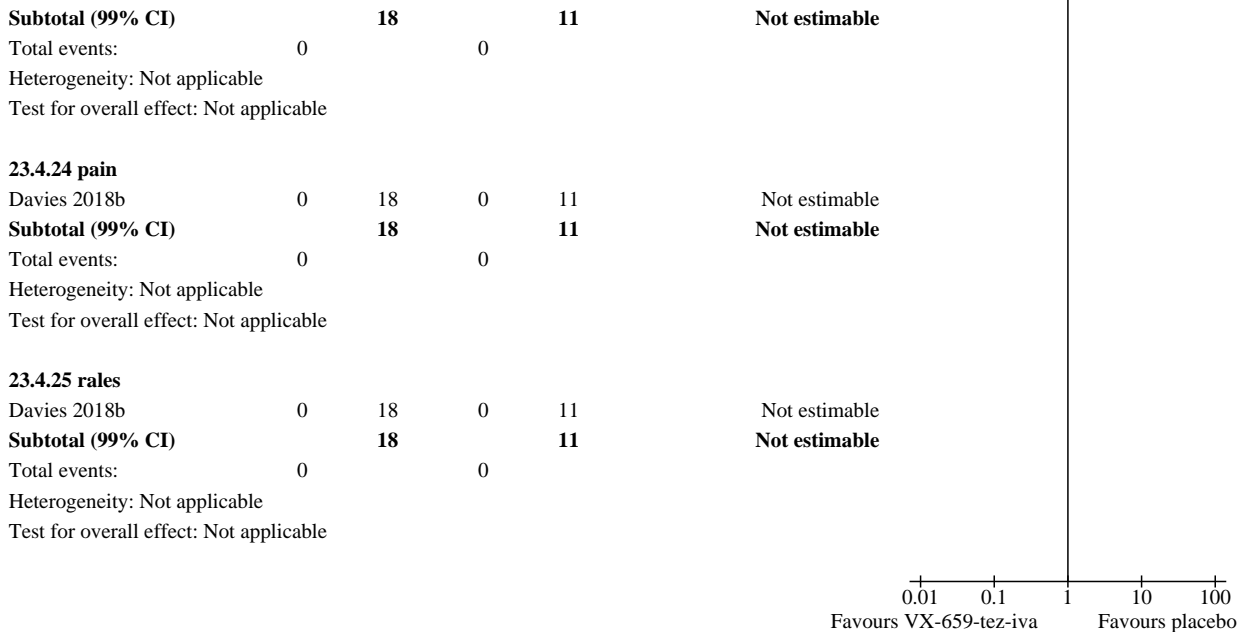 Subtotal (99% CI) 18 11 Not estimable
Total events: 0 0
Heterogeneity: Not applicable
Test for overall effect: Not applicable
23.4.24 pain
Davies 2018b 0 18 0 11 Not estimable
Subtotal (99% CI) 18 11 Not estimable
Total events: 0 0
Heterogeneity: Not applicable
Test for overall effect: Not applicable
23.4.25 rales
Davies 2018b 0 18 0 11 Not estimable
Subtotal (99% CI) 18 11 Not estimable
Total events: 0 0
Heterogeneity: Not applicable
Test for overall effect: Not applicable
0.01 0.1 1 10 100
Favours VX-659-tez-iva Favours placebo